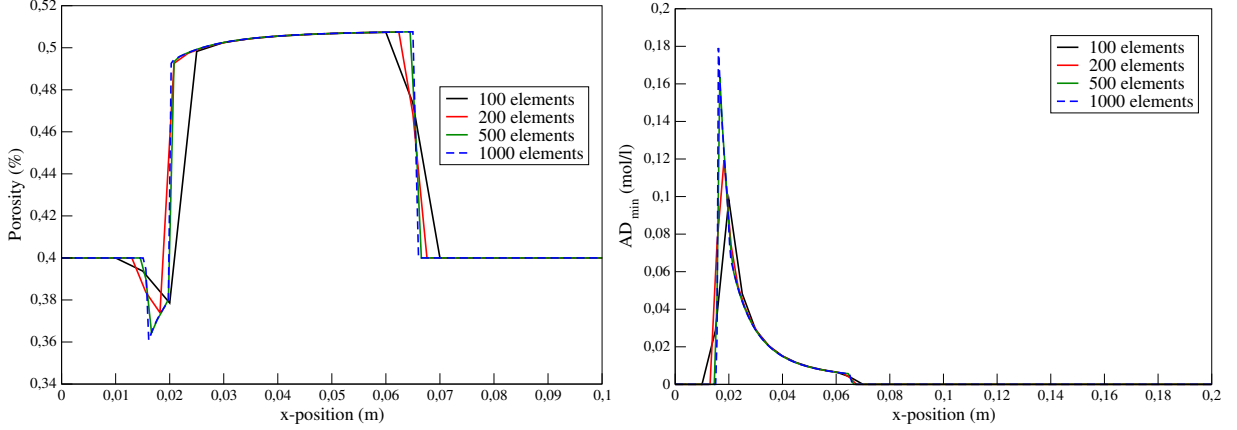 0,52
0,5
0,48
0,46
0,44
0,42
0,4
0,38
0,36
0,34
Porosity (%)
100 elements
200 elements
500 elements
1000 elements
0 0,01 0,02 0,03 0,04 0,05 0,06 0,07 0,08 0,09 0,1
x-position (m)
0,2
0,18
0,16
0,14
0,12
0,1
0,08
0,06
0,04
0,02
0
AD_min (mol/l)
100 elements
200 elements
500 elements
1000 elements
0 0,02 0,04 0,06 0,08 0,1 0,12 0,14 0,16 0,18 0,2
x-position (m)